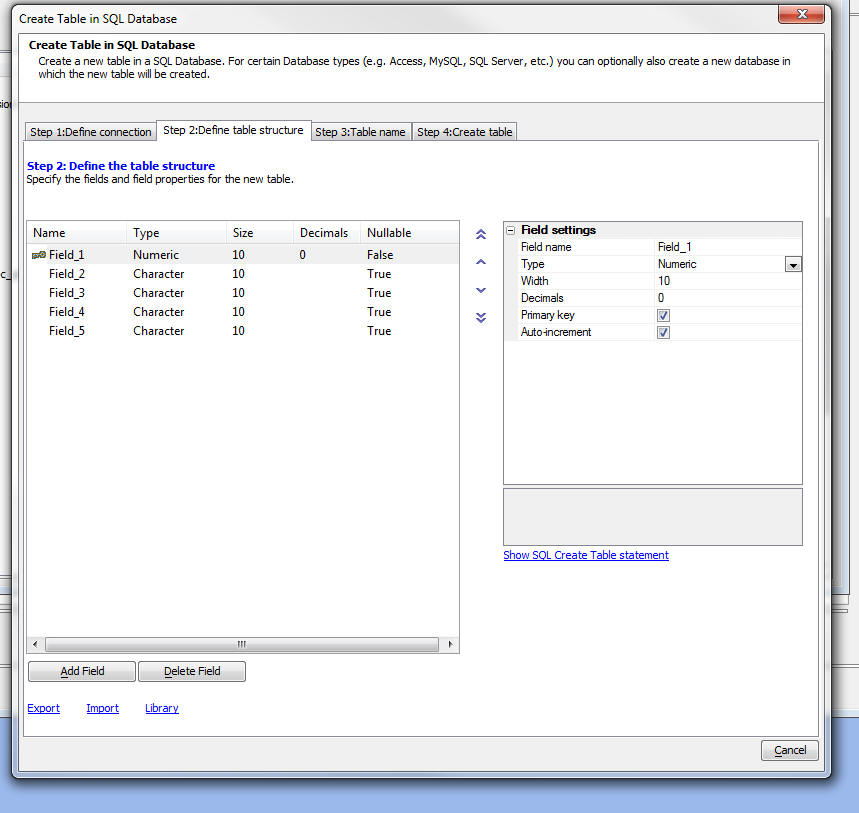 Create Table in SQL Database
Create Table in SQL Database
Create a new table in a SQL Database. For certain Database types (e.g. Access, MySQL, SQL Server, etc.) you can optionally also create a new database in
which the new table will be created.
Step 1:Define connection Step 2:Define table structure Step 3:Table name Step 4:Create table
Step 2: Define the table structure
Specify the fields and field properties for the new table.
Name Type Size Decimals Nullable
Field_1 Numeric 10 0 False
Field_2 Character 10 True
Field_3 Character 10 True
Field_4 Character 10 True
Field_5 Character 10 True
Field settings
Field name Field_1
Type Numeric
Width 10
Decimals 0
Primary key
Auto-increment
Show SQL Create Table statement
Add Field Delete Field
Export Import Library
Cancel